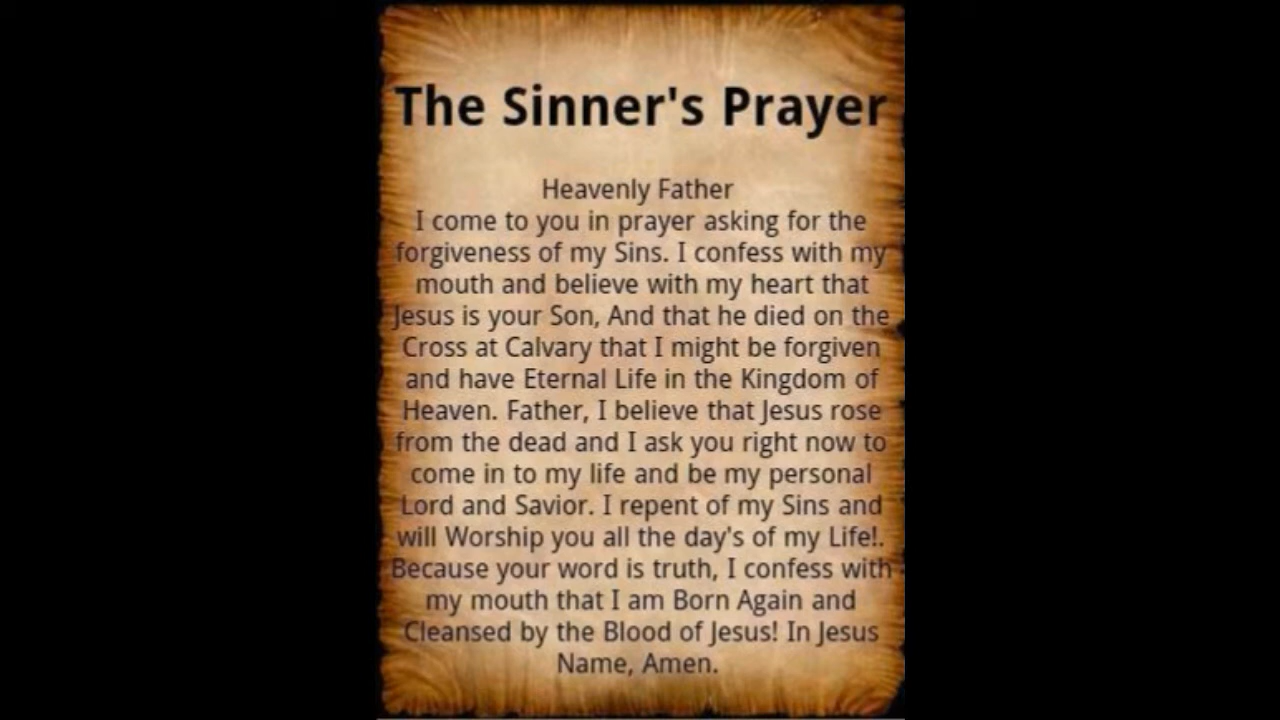 The Sinner's Prayer
Heavenly Father
I come to you in prayer asking for the
forgiveness of my Sins. I confess with my
mouth and believe with my heart that
Jesus is your Son, And that he died on the
Cross at Calvary that I might be forgiven
and have Eternal Life in the Kingdom of
Heaven. Father, I believe that Jesus rose
from the dead and I ask you right now to
come in to my life and be my personal
Lord and Savior. I repent of my Sins and
will Worship you all the day's of my Life!.
Because your word is truth, I confess with
my mouth that I am Born Again and
Cleansed by the Blood of Jesus! In Jesus
Name, Amen.